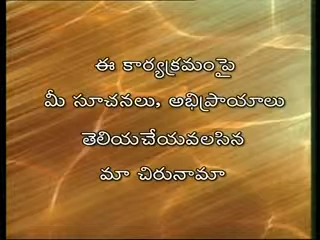 ఈ కార్యక్రమంపై
మీ సూచనలు, అభిప్రాయాలు
తెలియచేయవలసిన
మా చిరునామా